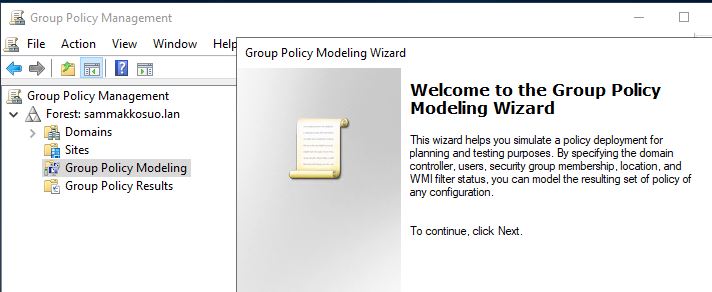 Group Policy Management
File Action View Window Help
Group Policy Modeling Wizard
Group Policy Management
Forest: sammakkosuo.lan
Domains
Sites
Group Policy Modeling
Group Policy Results
Welcome to the Group Policy
Modeling Wizard
This wizard helps you simulate a policy deployment for
planning and testing purposes. By specifying the domain
controller, users, security group membership, location, and
WMI filter status, you can model the resulting set of policy of
any configuration.
To continue, click Next.